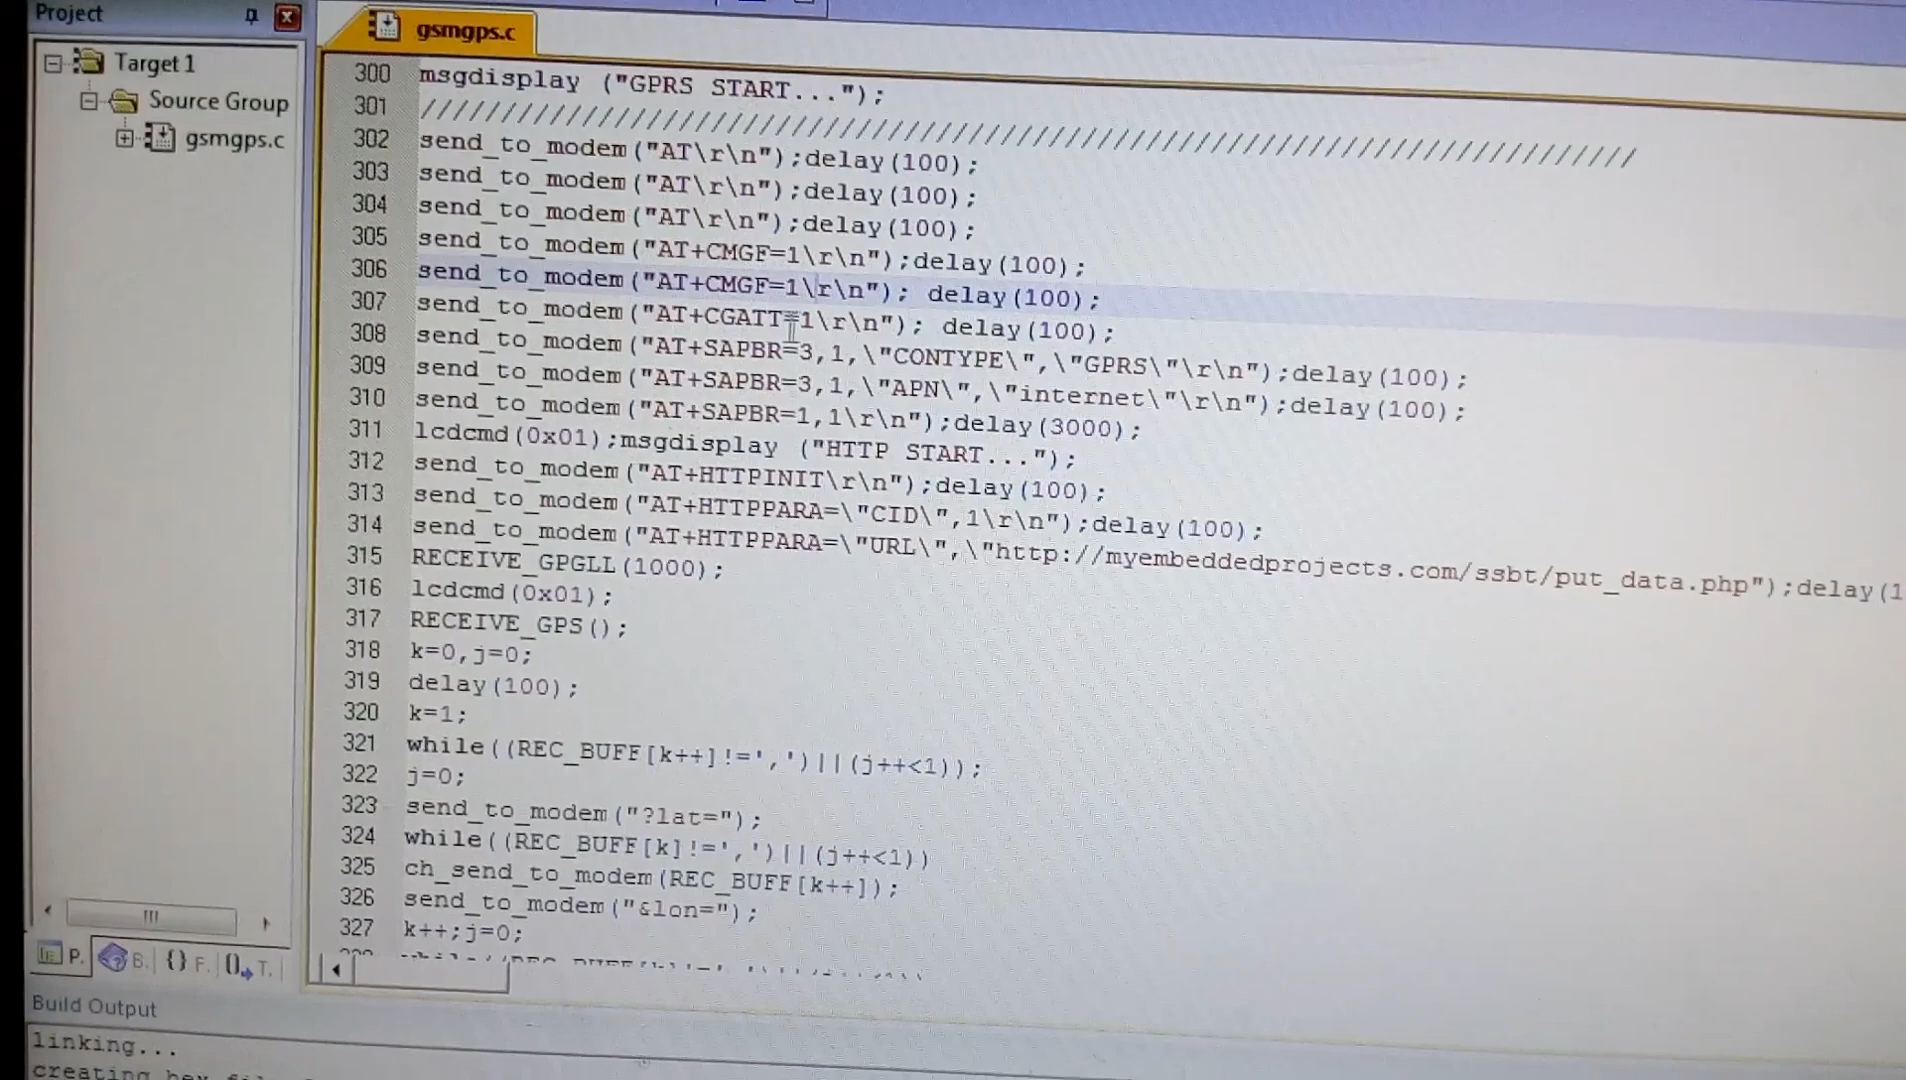 Project
gsmgps.c
Target 1
Source Group
gsmgps.c
300 msgdisplay ("GPRS START...");
301 ////////////////////////////////////////////////////////////////////////////
302 send_to_modem("AT\r\n");delay(100);
303 send_to_modem("AT\r\n");delay(100);
304 send_to_modem("AT\r\n");delay(100);
305 send_to_modem("AT+CMGF=1\r\n");delay(100);
306 send_to_modem("AT+CMGF=1\r\n"); delay(100);
307 send_to_modem("AT+CGATT=1\r\n"); delay(100);
308 send_to_modem("AT+SAPBR=3,1,\"CONTYPE\",\"GPRS\"\r\n");delay(100);
309 send_to_modem("AT+SAPBR=3,1,\"APN\",\"internet\"\r\n");delay(100);
310 send_to_modem("AT+SAPBR=1,1\r\n");delay(3000);
311 lcdcmd(0x01);msgdisplay ("HTTP START...");
312 send_to_modem("AT+HTTPINIT\r\n");delay(100);
313 send_to_modem("AT+HTTPPARA=\"CID\",1\r\n");delay(100);
314 send_to_modem("AT+HTTPPARA=\"URL\",\"http://myembeddedprojects.com/ssbt/put_data.php");delay(1
315 RECEIVE_GPGLL(1000);
316 lcdcmd(0x01);
317 RECEIVE_GPS();
318 k=0,j=0;
319 delay(100);
320 k=1;
321 while((REC_BUFF[k++]!=',')||(j++<1));
322 j=0;
323 send_to_modem("?lat=");
324 while((REC_BUFF[k]!=',')||(j++<1))
325 ch_send_to_modem(REC_BUFF[k++]);
326 send_to_modem("&lon=");
327 k++;j=0;
P. B. {} F. T.
Build Output
linking...
creating hex